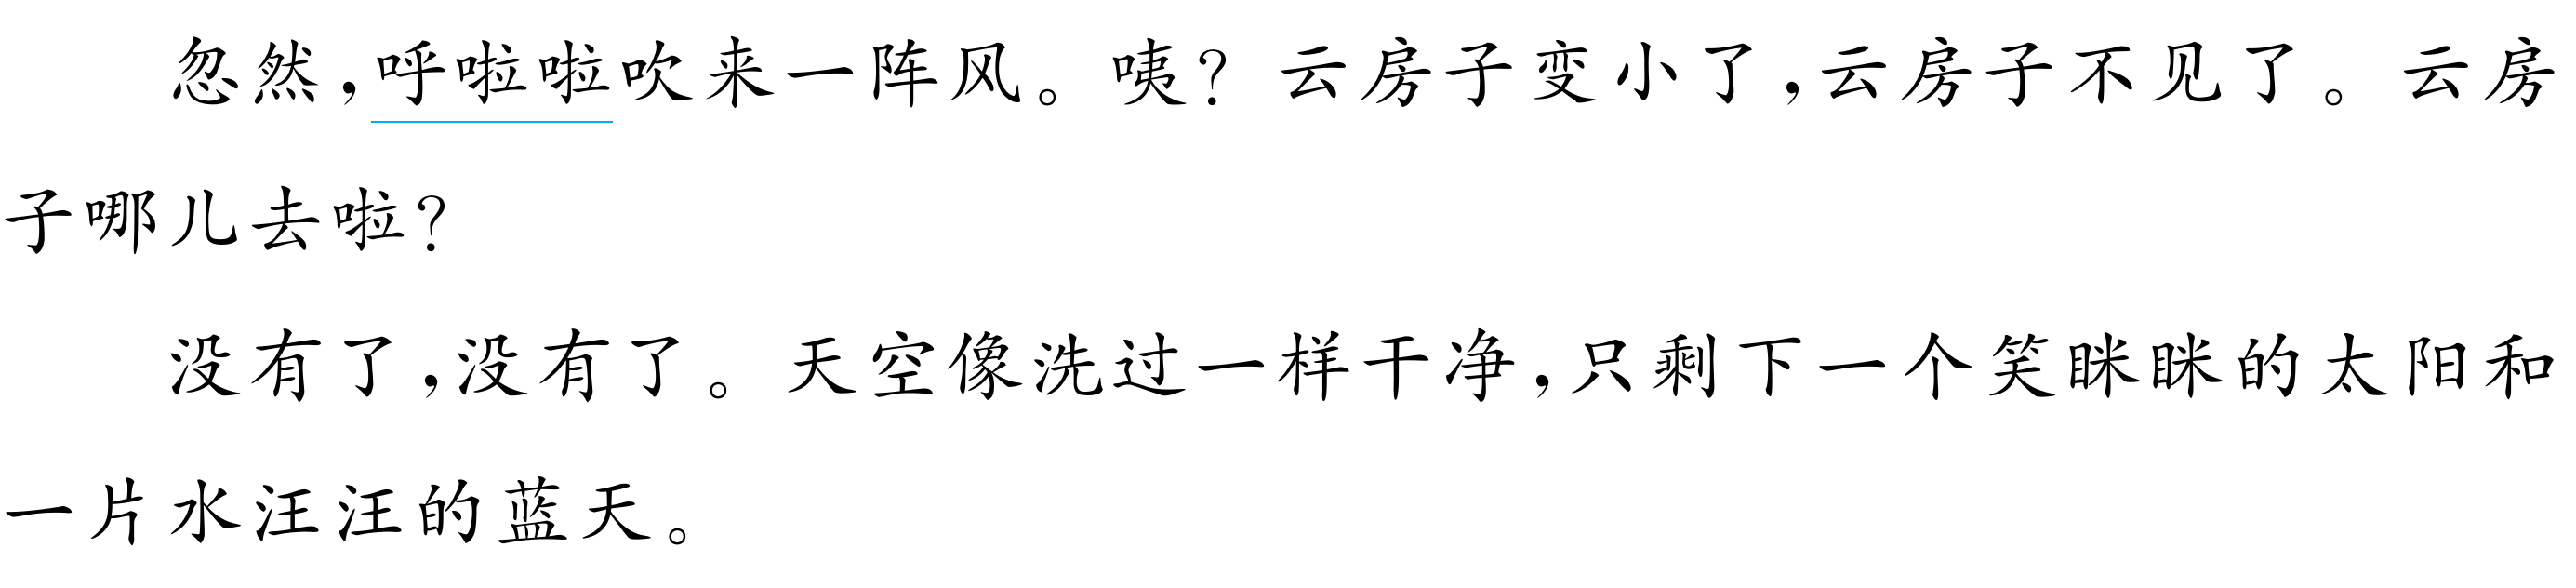 忽然,呼啦啦吹来一阵风。咦?云房子变小了,云房子不见了。云房
子哪儿去啦?
没有了,没有了。天空像洗过一样干净,只剩下一个笑眯眯的太阳和
一片水汪汪的蓝天。